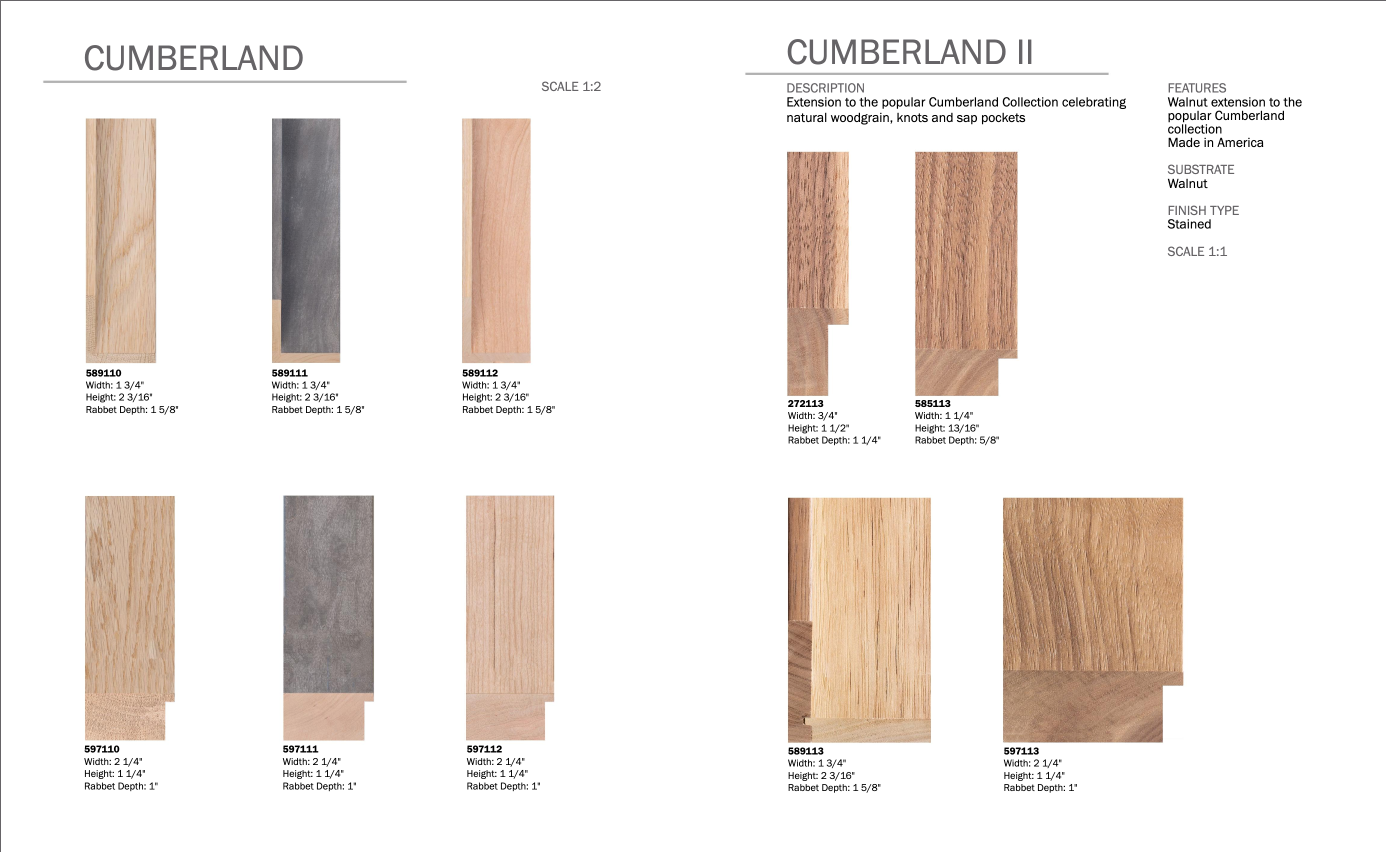 CUMBERLAND
SCALE 1:2
589110
Width: 1 3/4"
Height: 2 3/16"
Rabbet Depth: 1 5/8"
589111
Width: 1 3/4"
Height: 2 3/16"
Rabbet Depth: 1 5/8"
589112
Width: 1 3/4"
Height: 2 3/16"
Rabbet Depth: 1 5/8"
597110
Width: 2 1/4"
Height: 1 1/4"
Rabbet Depth: 1"
597111
Width: 2 1/4"
Height: 1 1/4"
Rabbet Depth: 1"
597112
Width: 2 1/4"
Height: 1 1/4"
Rabbet Depth: 1"
CUMBERLAND II
DESCRIPTION
Extension to the popular Cumberland Collection celebrating
natural woodgrain, knots and sap pockets
FEATURES
Walnut extension to the
popular Cumberland
collection
Made in America
SUBSTRATE
Walnut
FINISH TYPE
Stained
SCALE 1:1
272113
Width: 3/4"
Height: 1 1/2"
Rabbet Depth: 1 1/4"
585113
Width: 1 1/4"
Height: 13/16"
Rabbet Depth: 5/8"
589113
Width: 1 3/4"
Height: 2 3/16"
Rabbet Depth: 1 5/8"
597113
Width: 2 1/4"
Height: 1 1/4"
Rabbet Depth: 1"